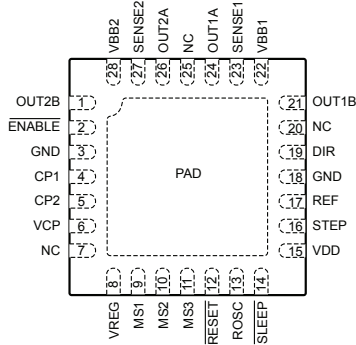 VBB2
SENSE2
OUT2A
NC
OUT1A
SENSE1
VBB1
28
27
26
25
24
23
22
OUT2B 1
ENABLE 2
GND 3
CP1 4
CP2 5
VCP 6
NC 7
PAD
21 OUT1B
20 NC
19 DIR
18 GND
17 REF
16 STEP
15 VDD
8
9
10
11
12
13
14
VREG
MS1
MS2
MS3
RESET
ROSC
SLEEP